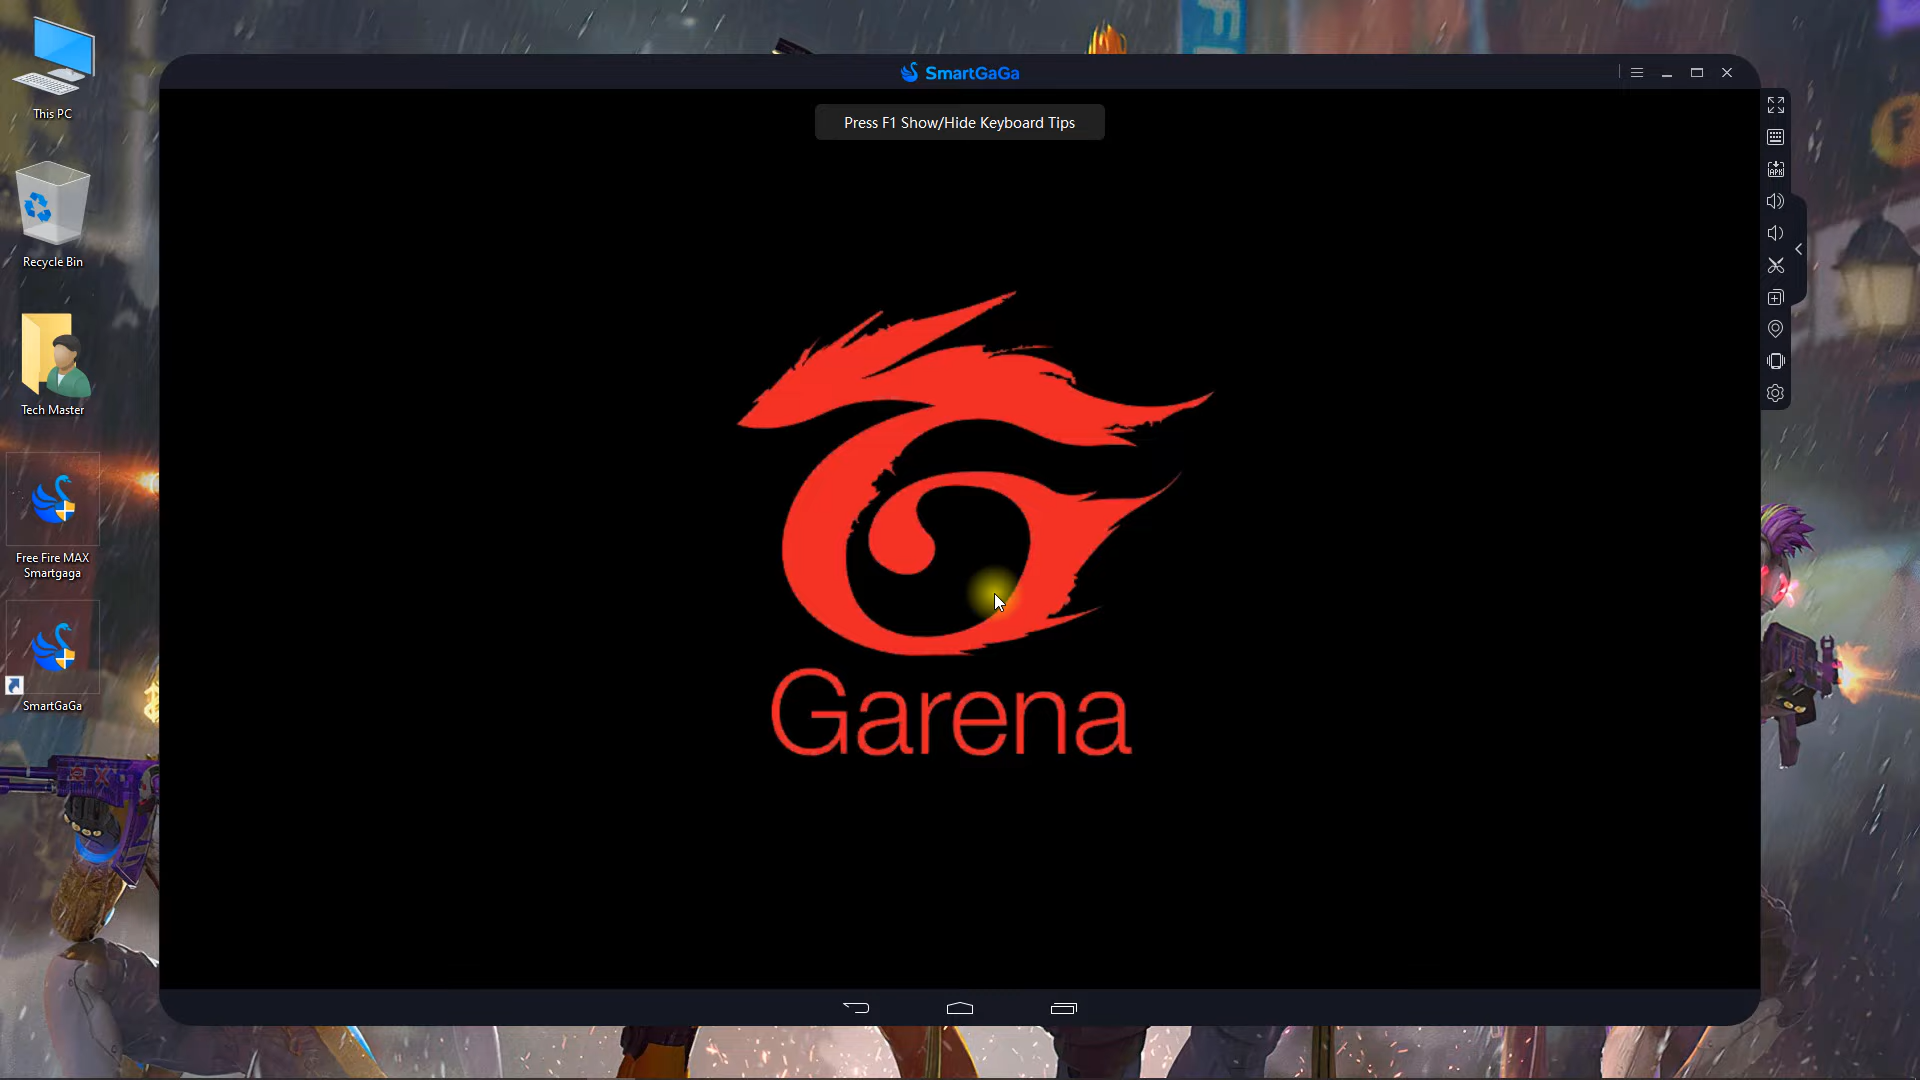 This PC
Recycle Bin
Tech Master
Free Fire MAX
Smartgaga
SmartGaGa
SmartGaGa
Press F1 Show/Hide Keyboard Tips
APK
Garena